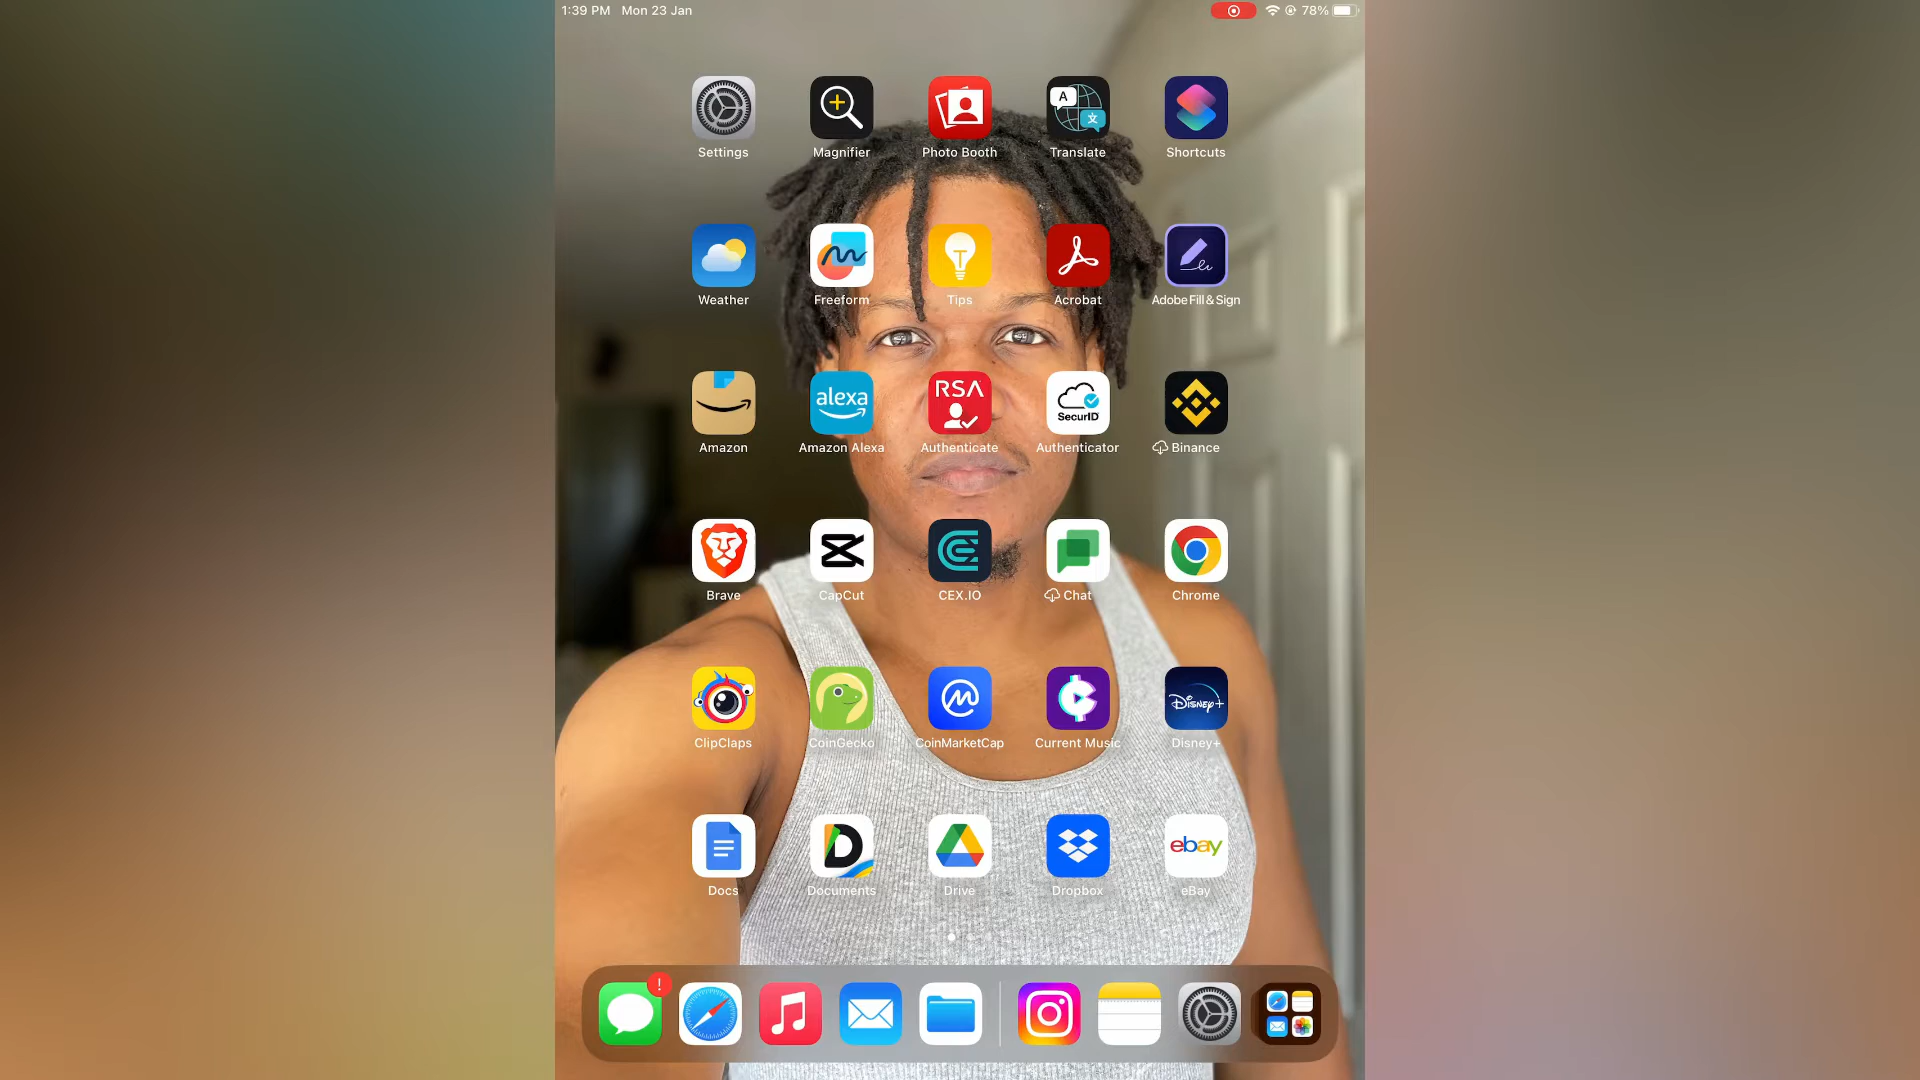 1:39 PM Mon 23 Jan
78%
Settings Magnifier Photo Booth Translate Shortcuts
A
文
Weather Freeform Tips Acrobat Adobe Fill & Sign
T
alexa RSA SecurID
Amazon Amazon Alexa Authenticate Authenticator Binance
Brave CapCut CEX.IO Chat Chrome
Disney+
ClipClaps CoinGecko CoinMarketCap Current Music Disney+
D ebay
Docs Documents Drive Dropbox eBay
!